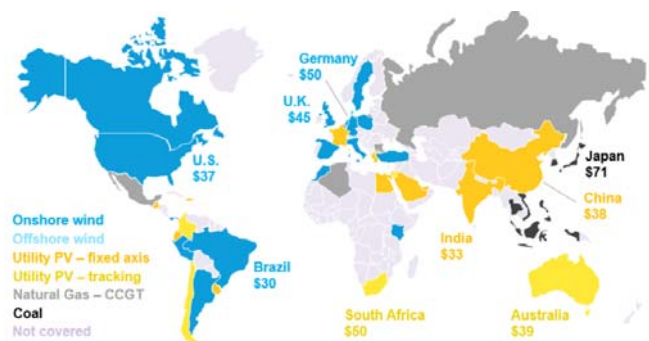 Germany
$50
U.K.
$45
U.S.
$37
Japan
$71
China
$38
Onshore wind
Offshore wind
Utility PV – fixed axis
Utility PV – tracking
Natural Gas – CCGT
Coal
Not covered
Brazil
$30
India
$33
South Africa
$50
Australia
$39